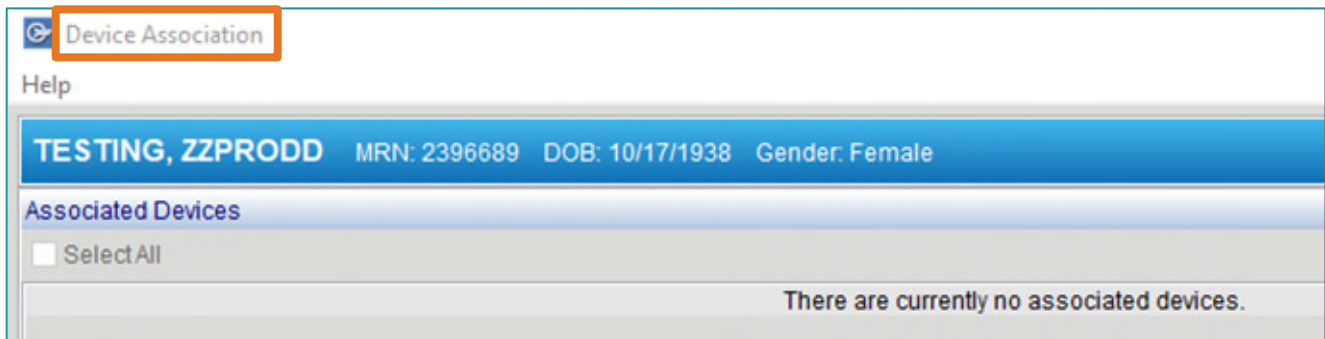 Device Association
Help
TESTING, ZZPRODD MRN: 2396689 DOB: 10/17/1938 Gender: Female
Associated Devices
Select All
There are currently no associated devices.